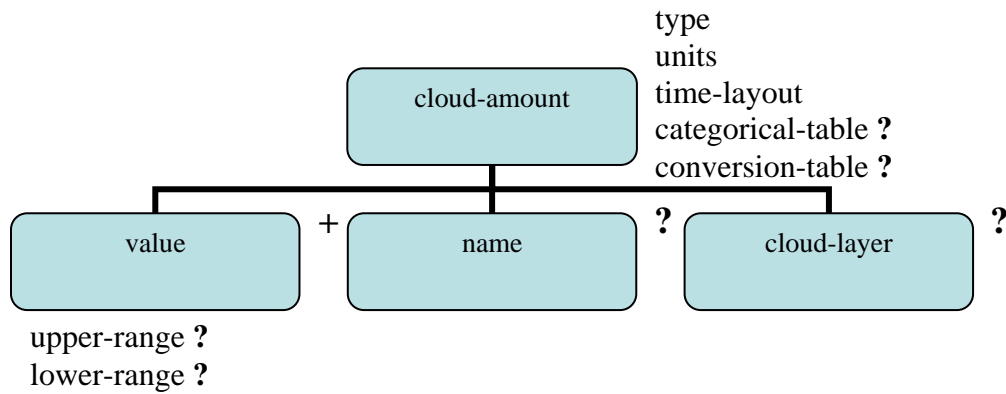 type
units
cloud-amount
time-layout
categorical-table ?
conversion-table ?
value
+
name
?
cloud-layer
?
upper-range ?
lower-range ?